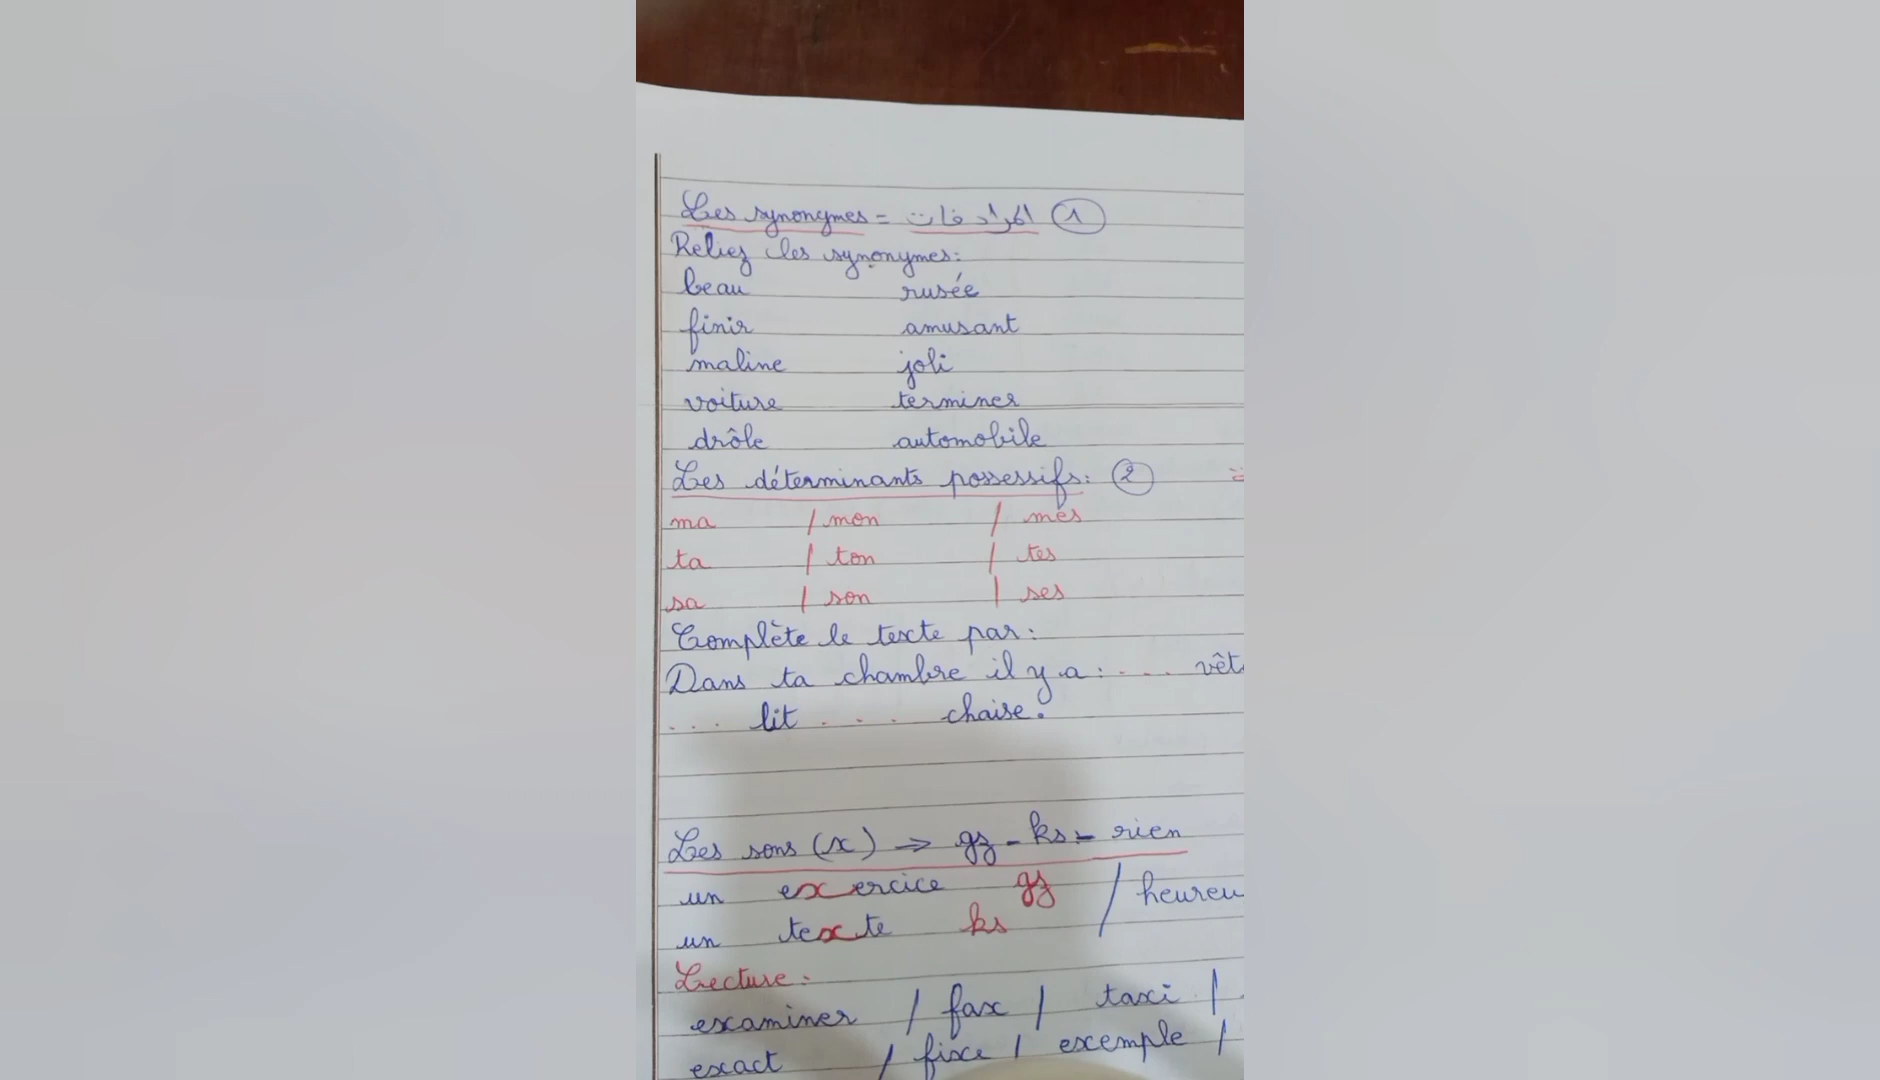 Les synonymes = المرادفات 1
Reliez les synonymes:
beau rusée
finir amusant
maline joli
voiture terminer
drôle automobile
Les déterminants possessifs: 2
ma / mon / mes
ta / ton / tes
sa / son / ses
Complète le texte par:
Dans ta chambre il y a : ... vêt
... lit ... chaise.
Les sons (x) ⇒ gz - ks - rien
un exercice gz / heureu
un texte ks
Lecture:
examiner / fax / taxi /
exact / fixe / exemple /